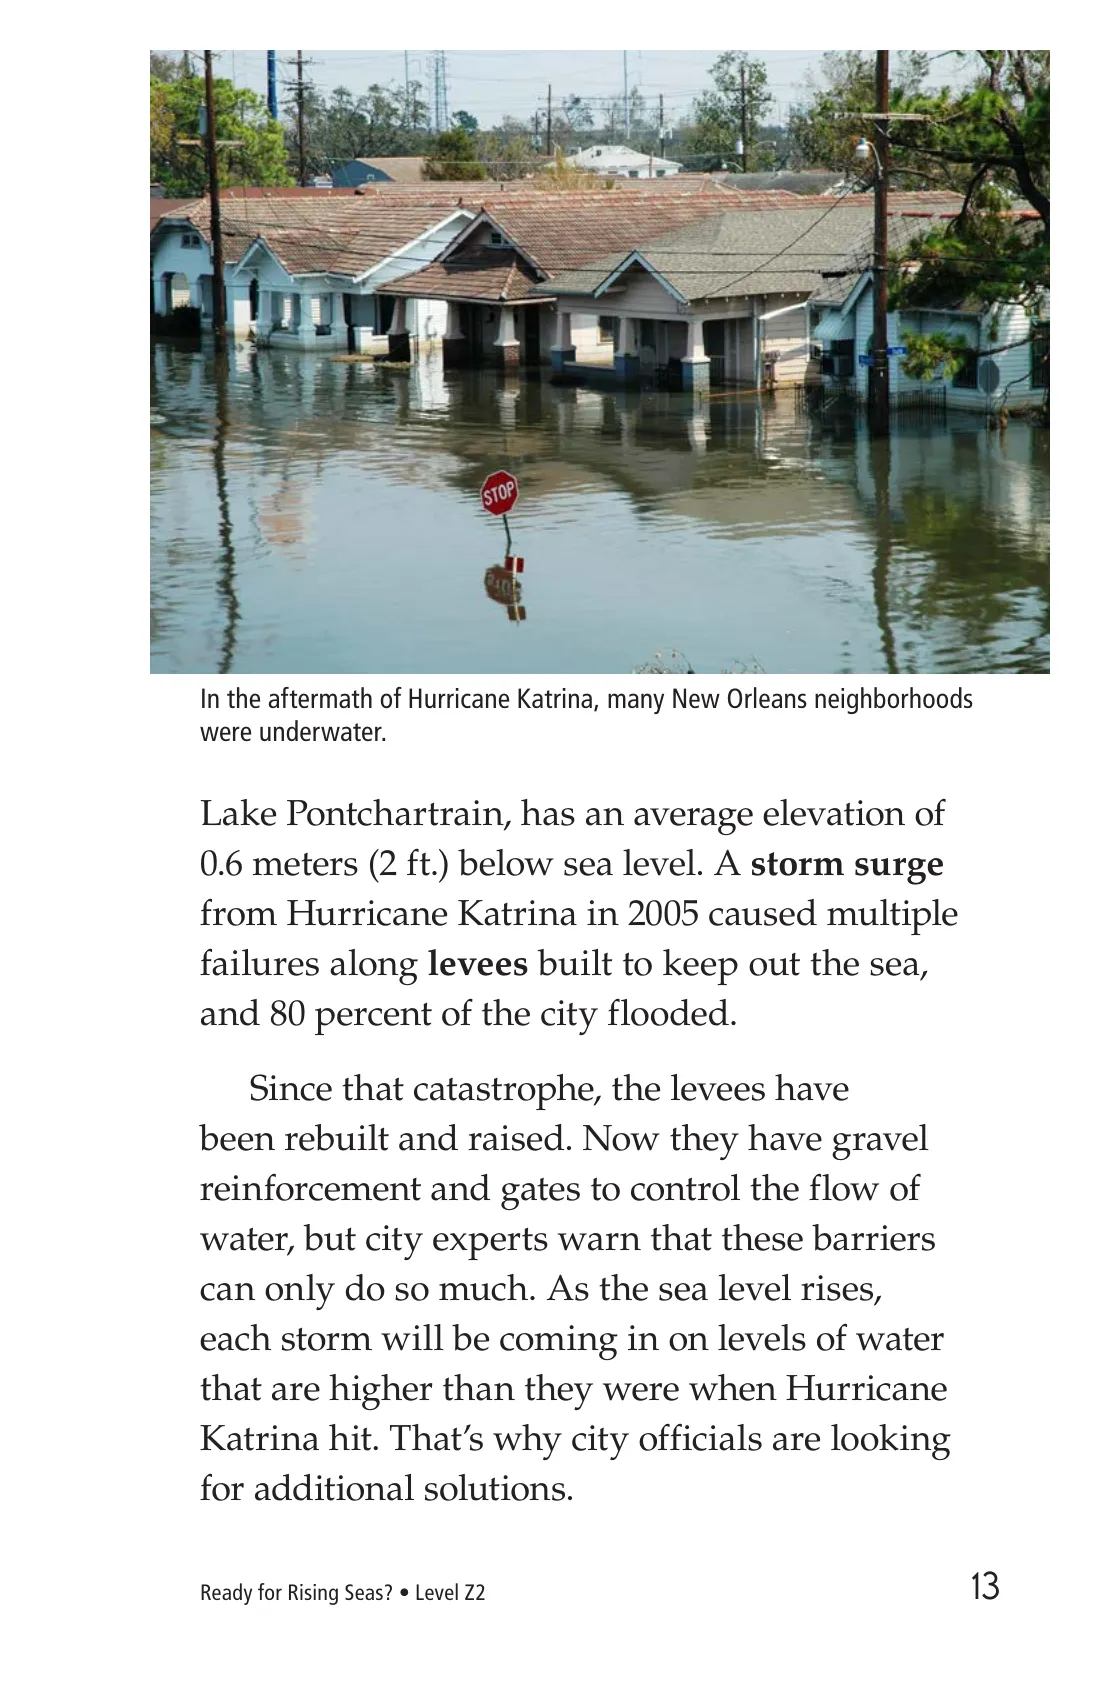 STOP
In the aftermath of Hurricane Katrina, many New Orleans neighborhoods
were underwater.
Lake Pontchartrain, has an average elevation of
0.6 meters (2 ft.) below sea level. A storm surge
from Hurricane Katrina in 2005 caused multiple
failures along levees built to keep out the sea,
and 80 percent of the city flooded.
Since that catastrophe, the levees have
been rebuilt and raised. Now they have gravel
reinforcement and gates to control the flow of
water, but city experts warn that these barriers
can only do so much. As the sea level rises,
each storm will be coming in on levels of water
that are higher than they were when Hurricane
Katrina hit. That’s why city officials are looking
for additional solutions.
Ready for Rising Seas? • Level Z2
13